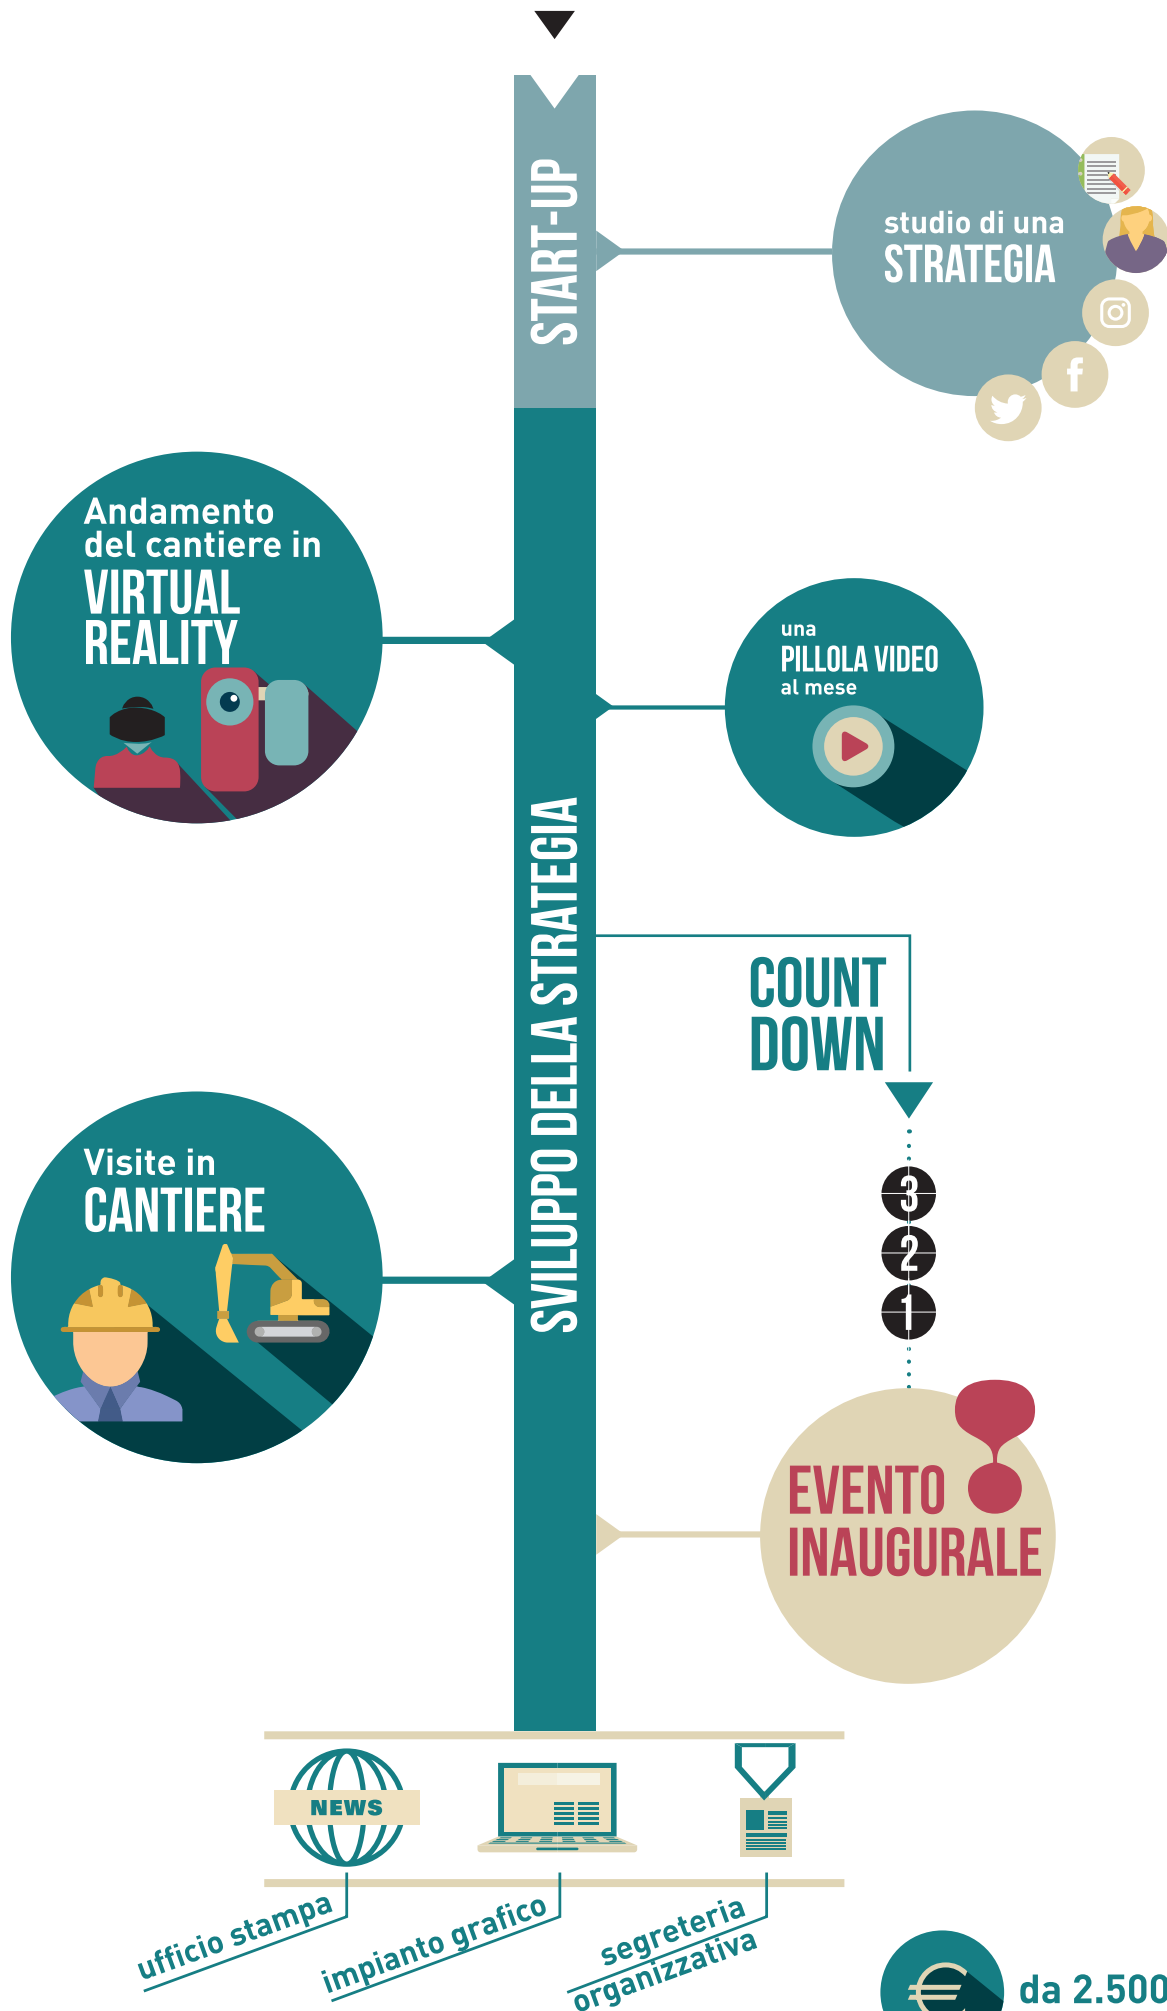 START-UP
studio di una
STRATEGIA
Andamento
del cantiere in
VIRTUAL
REALITY
una
PILLOLA VIDEO
al mese
SVILUPPO DELLA STRATEGIA
COUNT
DOWN
3
2
1
Visite in
CANTIERE
EVENTO
INAUGURALE
NEWS
ufficio stampa
impianto grafico
segreteria
organizzativa
€
da 2.500